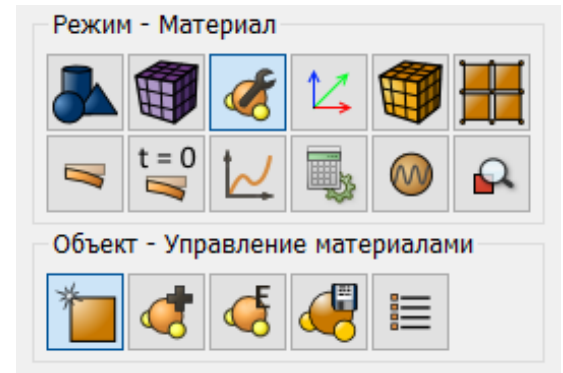 Режим - Материал
t = 0
Объект - Управление материалами
E